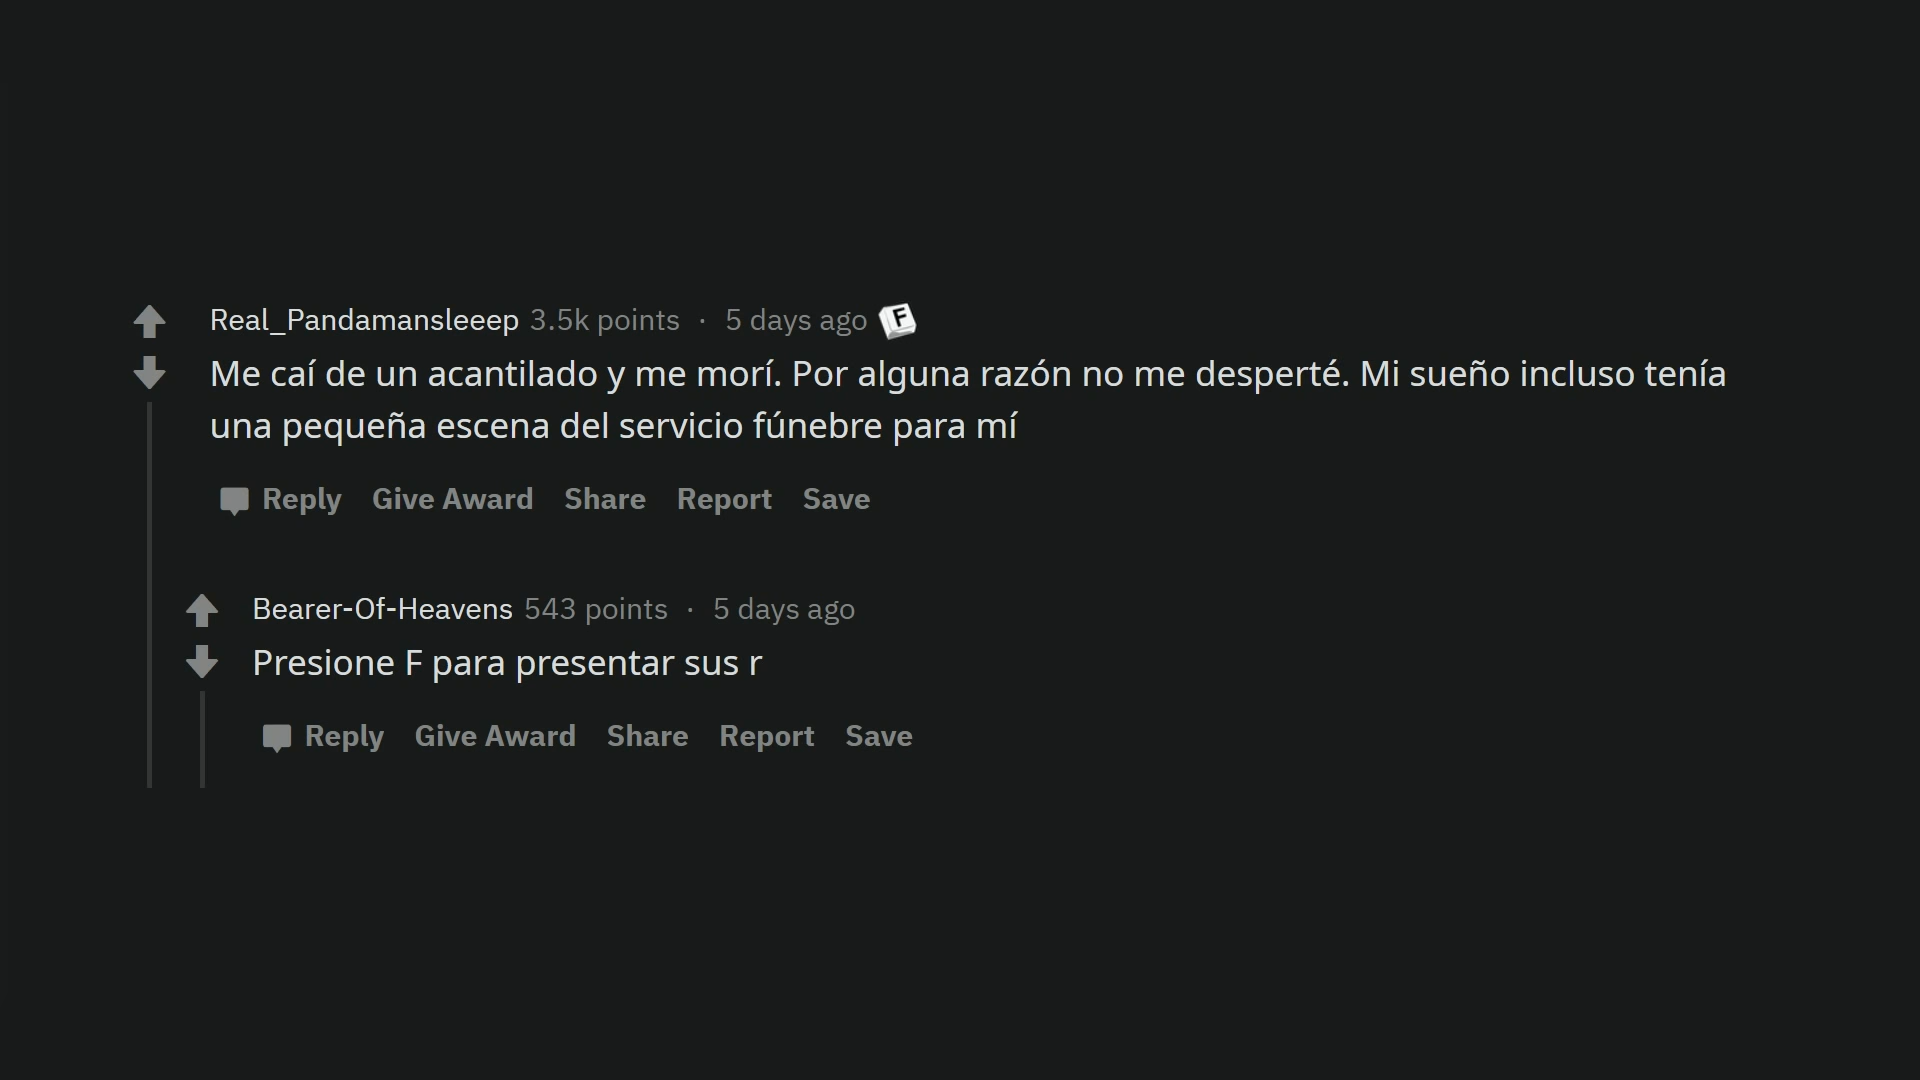 Real_Pandamansleeep 3.5k points · 5 days ago F
Me caí de un acantilado y me morí. Por alguna razón no me desperté. Mi sueño incluso tenía
una pequeña escena del servicio fúnebre para mí
Reply Give Award Share Report Save
Bearer-Of-Heavens 543 points · 5 days ago
Presione F para presentar sus r
Reply Give Award Share Report Save